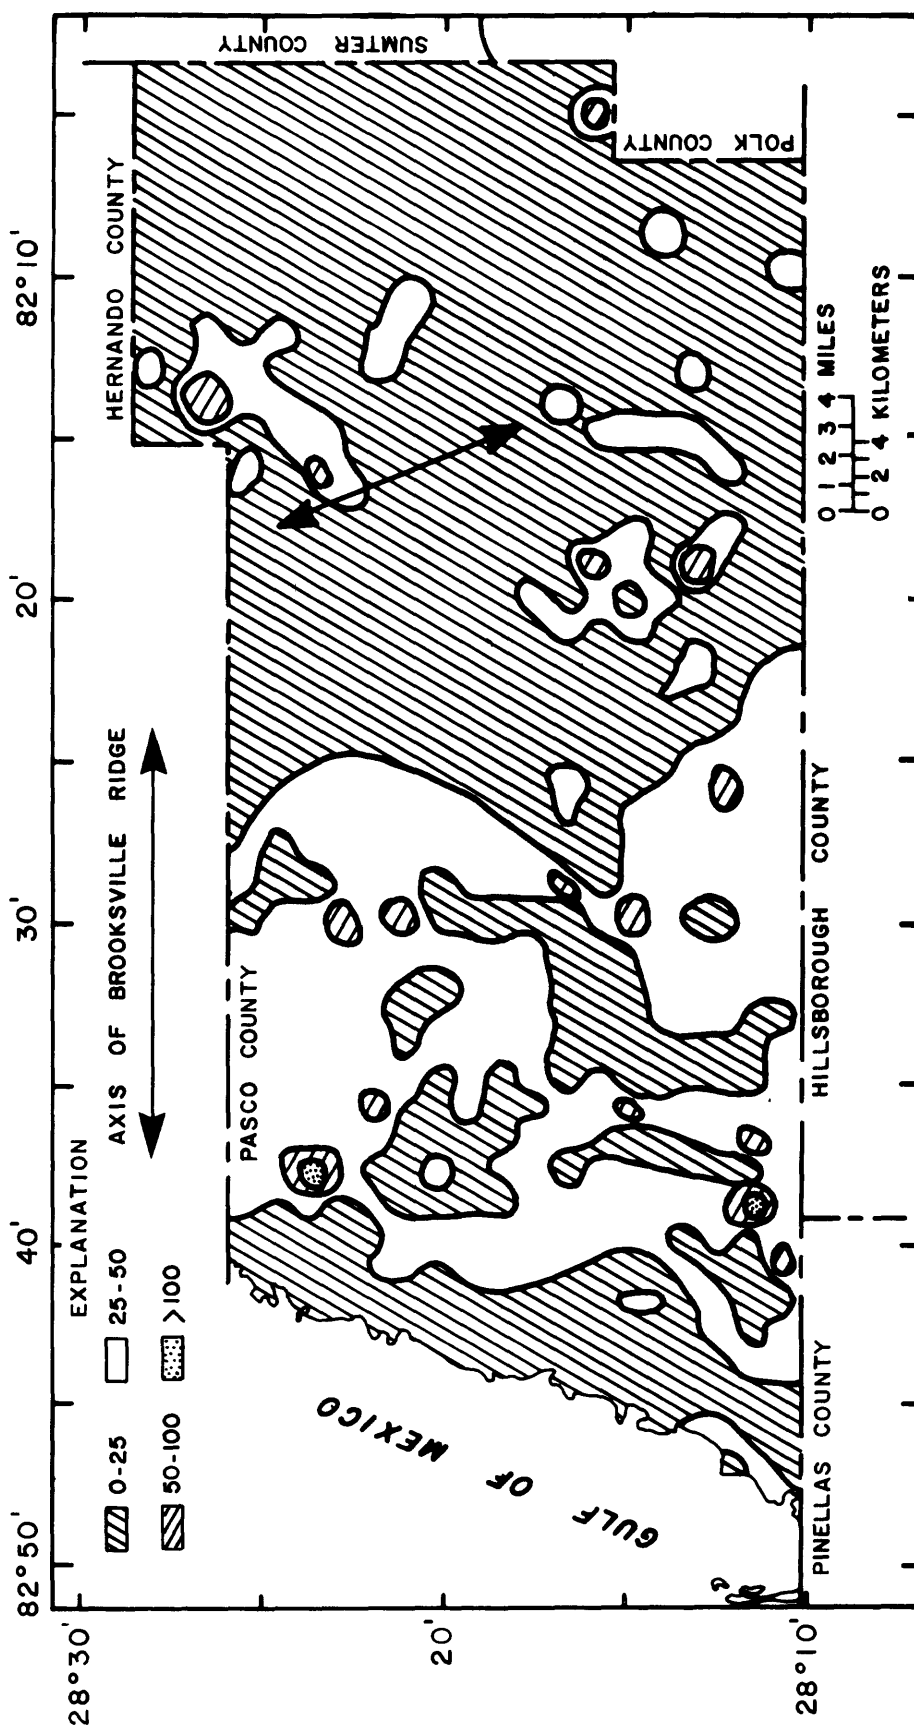 82°50'
40'
30'
20'
82°10'
28°30'
20'
28°10'
EXPLANATION
0-25
25-50
50-100
>100
AXIS OF BROOKSVILLE RIDGE
HERNANDO COUNTY
SUMTER COUNTY
POLK COUNTY
PASCO COUNTY
GULF OF MEXICO
PINELLAS COUNTY
HILLSBOROUGH COUNTY
0 1 2 3 4 MILES
0 2 4 KILOMETERS